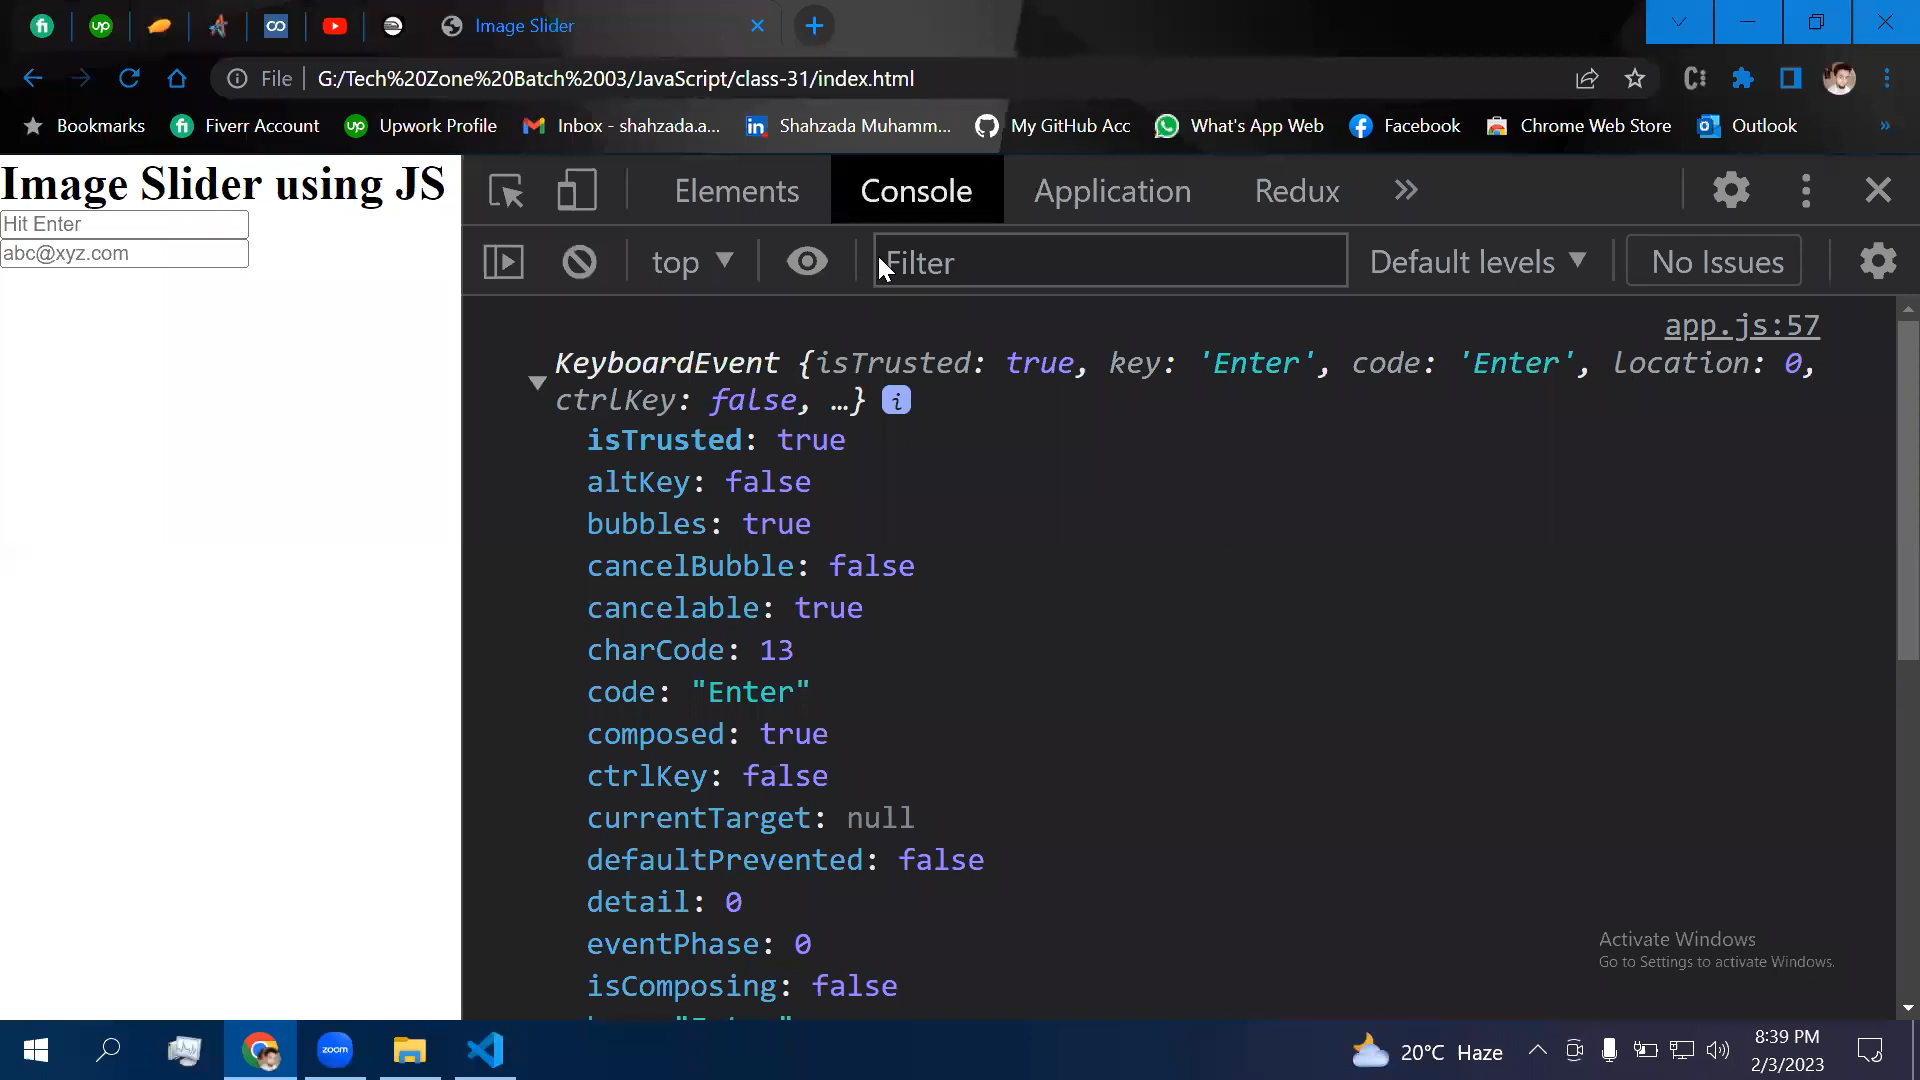 Image Slider
File
G:/Tech%20Zone%20Batch%2003/JavaScript/class-31/index.html
Bookmarks
Fiverr Account
Upwork Profile
Inbox - shahzada.a...
Shahzada Muhamm...
My GitHub Acc
What's App Web
Facebook
Chrome Web Store
Outlook
Image Slider using JS
Hit Enter
abc@xyz.com
Elements
Console
Application
Redux
top
Filter
Default levels
No Issues
app.js:57
KeyboardEvent {isTrusted: true, key: 'Enter', code: 'Enter', location: 0,
ctrlKey: false, …}
isTrusted: true
altKey: false
bubbles: true
cancelBubble: false
cancelable: true
charCode: 13
code: "Enter"
composed: true
ctrlKey: false
currentTarget: null
defaultPrevented: false
detail: 0
eventPhase: 0
isComposing: false
Activate Windows
Go to Settings to activate Windows.
zoom
20°C Haze
8:39 PM
2/3/2023